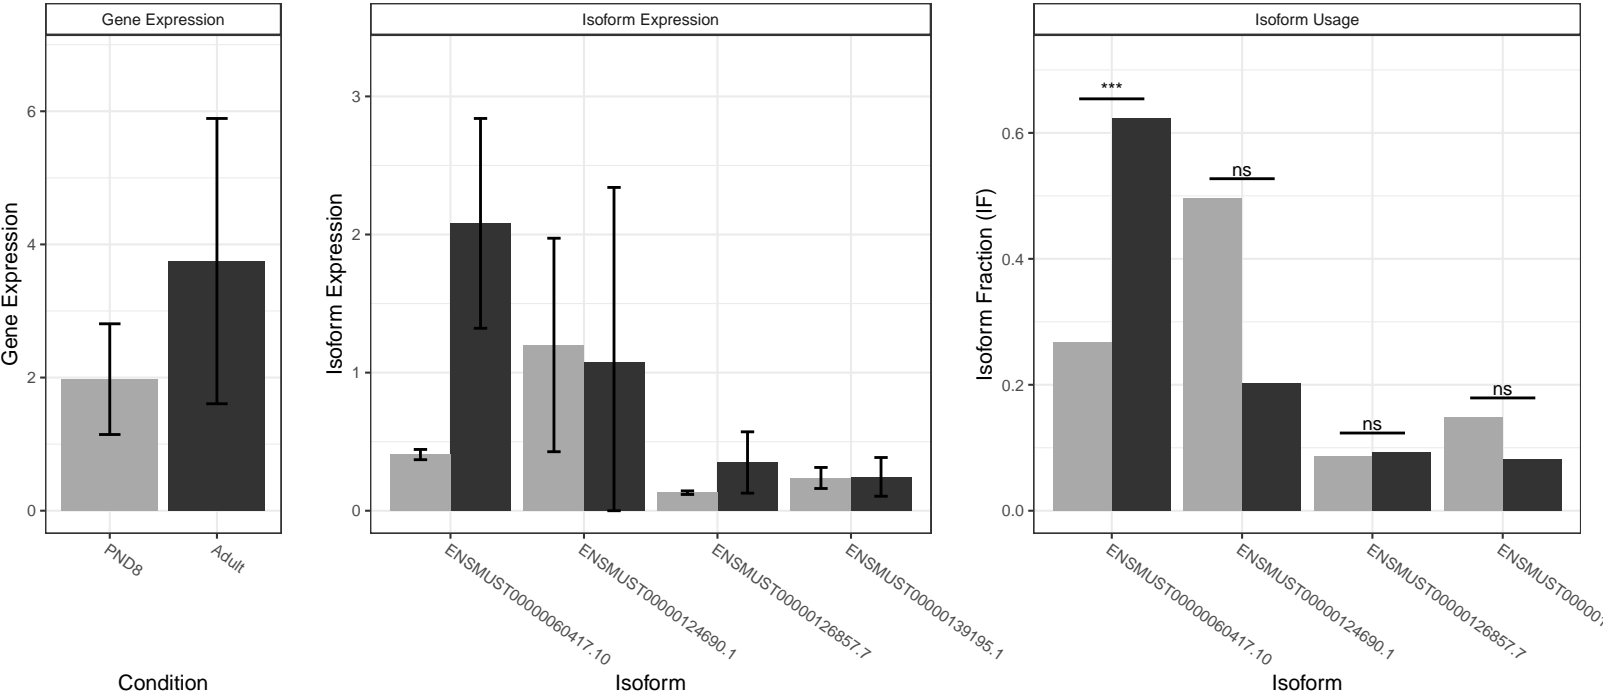 Gene Expression
Isoform Expression
Isoform Usage
Gene Expression
6
4
2
0
PND8
Adult
Condition
Isoform Expression
3
2
1
0
ENSMUST00000060417.10
ENSMUST00000124690.1
ENSMUST00000126857.7
ENSMUST00000139195.1
Isoform
Isoform Fraction (IF)
0.6
0.4
0.2
0.0
***
ns
ns
ns
ENSMUST00000060417.10
ENSMUST00000124690.1
ENSMUST00000126857.7
Isoform